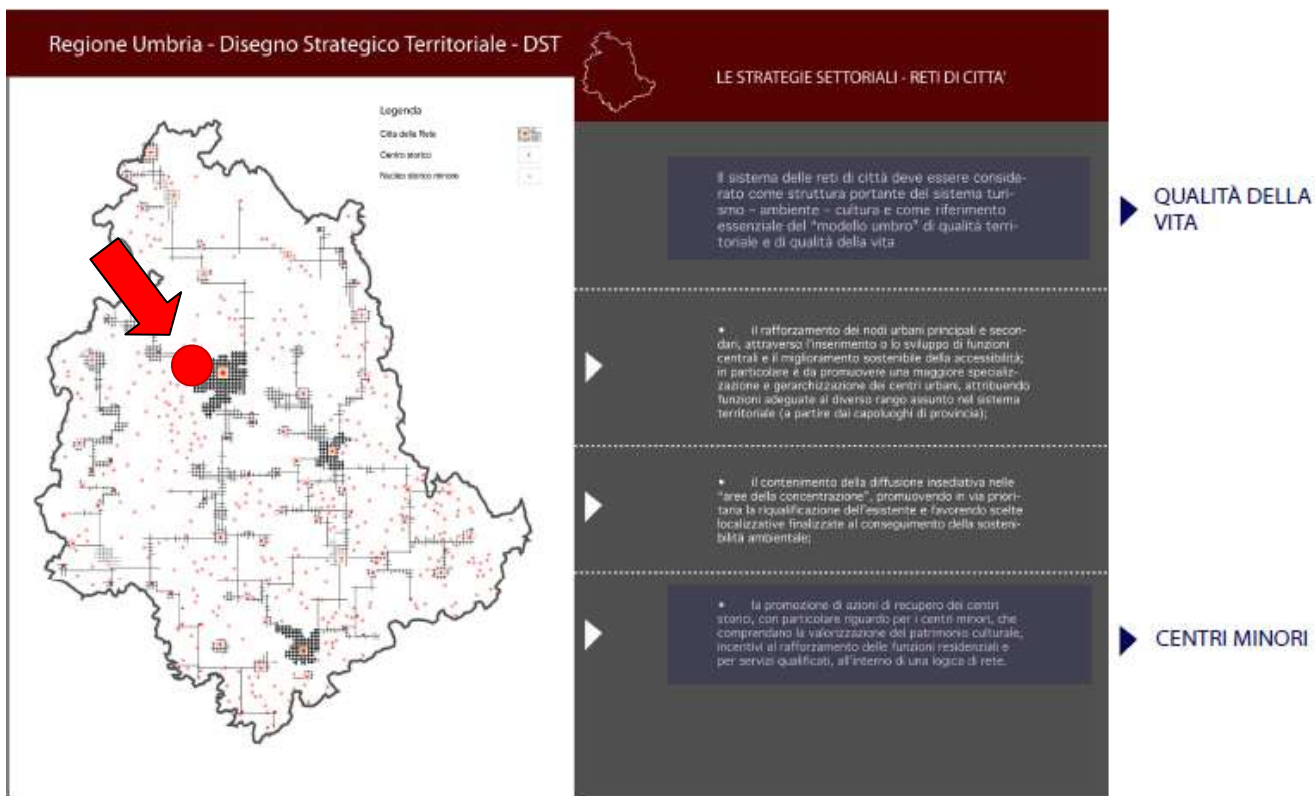 Regione Umbria - Disegno Strategico Territoriale - DST
LE STRATEGIE SETTORIALI - RETI DI CITTA'
Legenda
Citta della Rete
Centro storico
Nucleo storico minore
Il sistema delle reti di città deve essere conside-
rato come struttura portante del sistema turi-
smo – ambiente – cultura e come riferimento
essenziale del "modello umbro" di qualità terri-
toriale e di qualità della vita
QUALITÀ DELLA
VITA
• il rafforzamento dei nodi urbani principali e secon-
dari, attraverso l'inserimento o lo sviluppo di funzioni
centrali e il miglioramento sostenibile della accessibilità;
in particolare è da promuovere una maggiore specializ-
zazione e gerarchizzazione dei centri urbani, attribuendo
funzioni adeguate al diverso rango assunto nel sistema
territoriale (a partire dai capoluoghi di provincia);
• il contenimento della diffusione insediativa nelle
"aree della concentrazione", promuovendo in via priori-
taria la riqualificazione dell'esistente e favorendo scelte
localizzative finalizzate al conseguimento della sosteni-
bilità ambientale;
• la promozione di azioni di recupero dei centri
storici, con particolare riguardo per i centri minori, che
comprendano la valorizzazione del patrimonio culturale,
incentivi al rafforzamento delle funzioni residenziali e
per servizi qualificati, all'interno di una logica di rete.
CENTRI MINORI